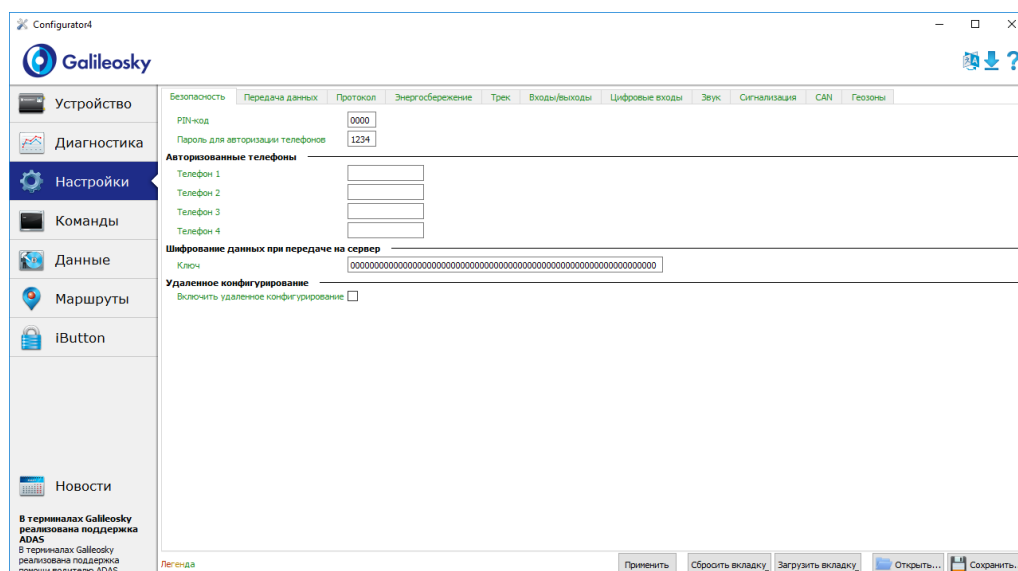 Configurator4
Galileosky
Устройство
Диагностика
Настройки
Команды
Данные
Маршруты
iButton
Новости
В терминалах Galileosky
реализована поддержка
ADAS
В терминалах Galileosky
реализована поддержка
помощи водителю ADAS
Безопасность Передача данных Протокол Энергосбережение Трек Входы/выходы Цифровые входы Звук Сигнализация CAN Геозоны
PIN-код 0000
Пароль для авторизации телефонов 1234
Авторизованные телефоны
Телефон 1
Телефон 2
Телефон 3
Телефон 4
Шифрование данных при передаче на сервер
Ключ 0000000000000000000000000000000000000000000000000000000000000000
Удаленное конфигурирование
Включить удаленное конфигурирование
Легенда Применить Сбросить вкладку Загрузить вкладку Открыть... Сохранить.